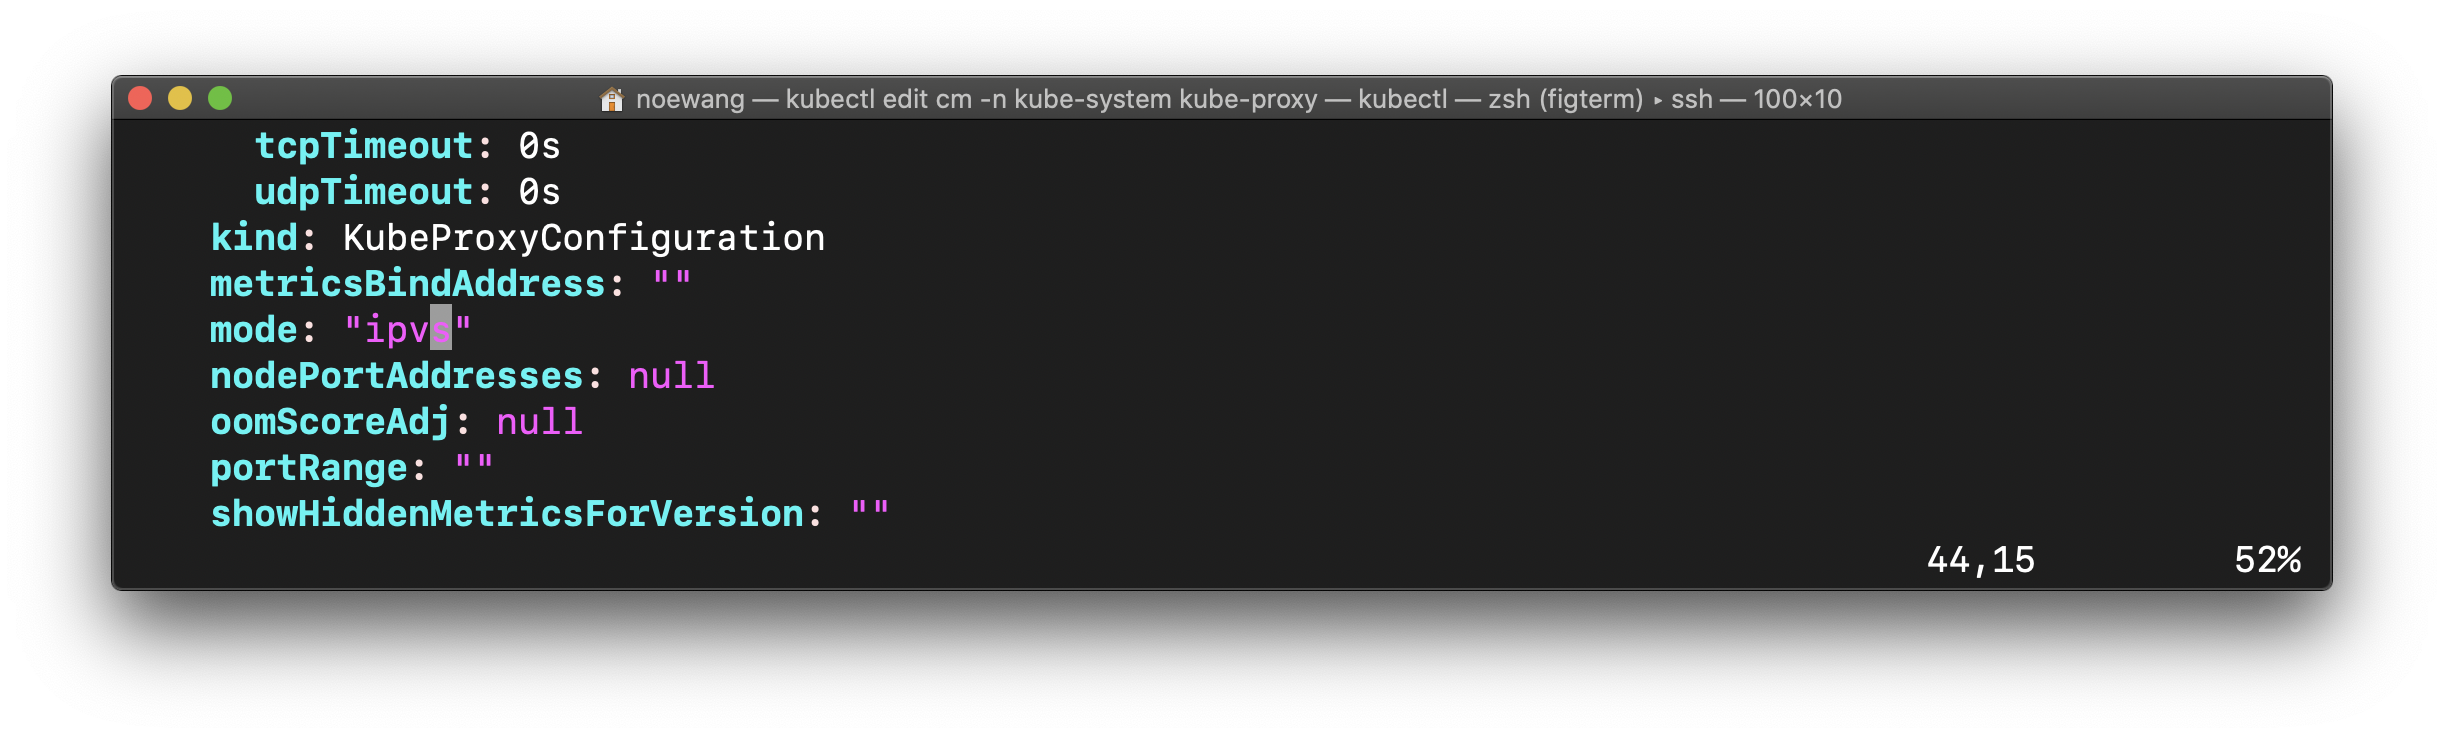 noewang — kubectl edit cm -n kube-system kube-proxy — kubectl — zsh (figterm) ▸ ssh — 100×10
tcpTimeout: 0s
udpTimeout: 0s
kind: KubeProxyConfiguration
metricsBindAddress: ""
mode: "ipvs"
nodePortAddresses: null
oomScoreAdj: null
portRange: ""
showHiddenMetricsForVersion: ""
44,15 52%